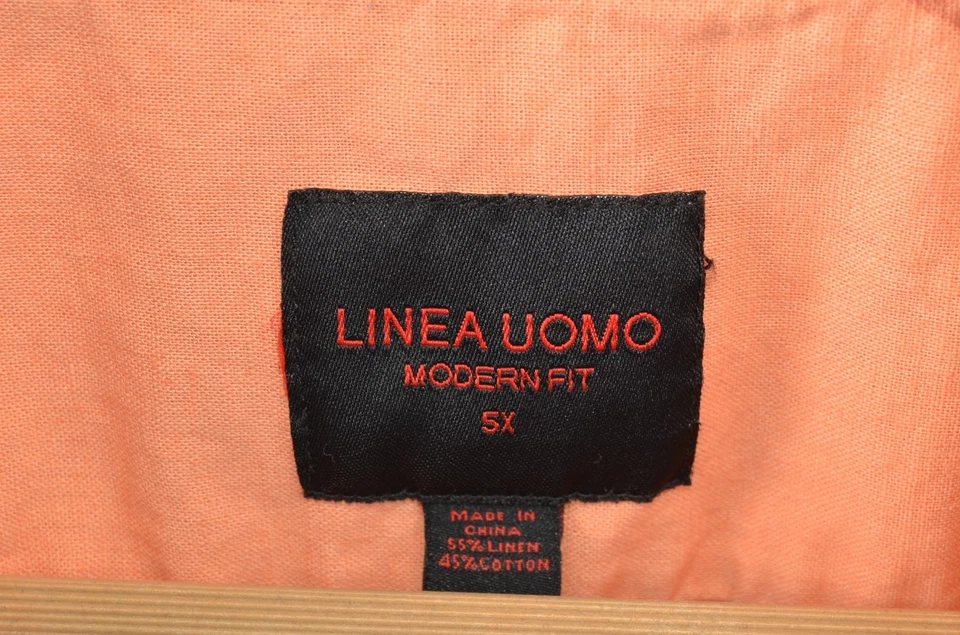 LINEA UOMO
MODERN FIT
5X
MADE IN
CHINA
55% LINEN
45% COTTON